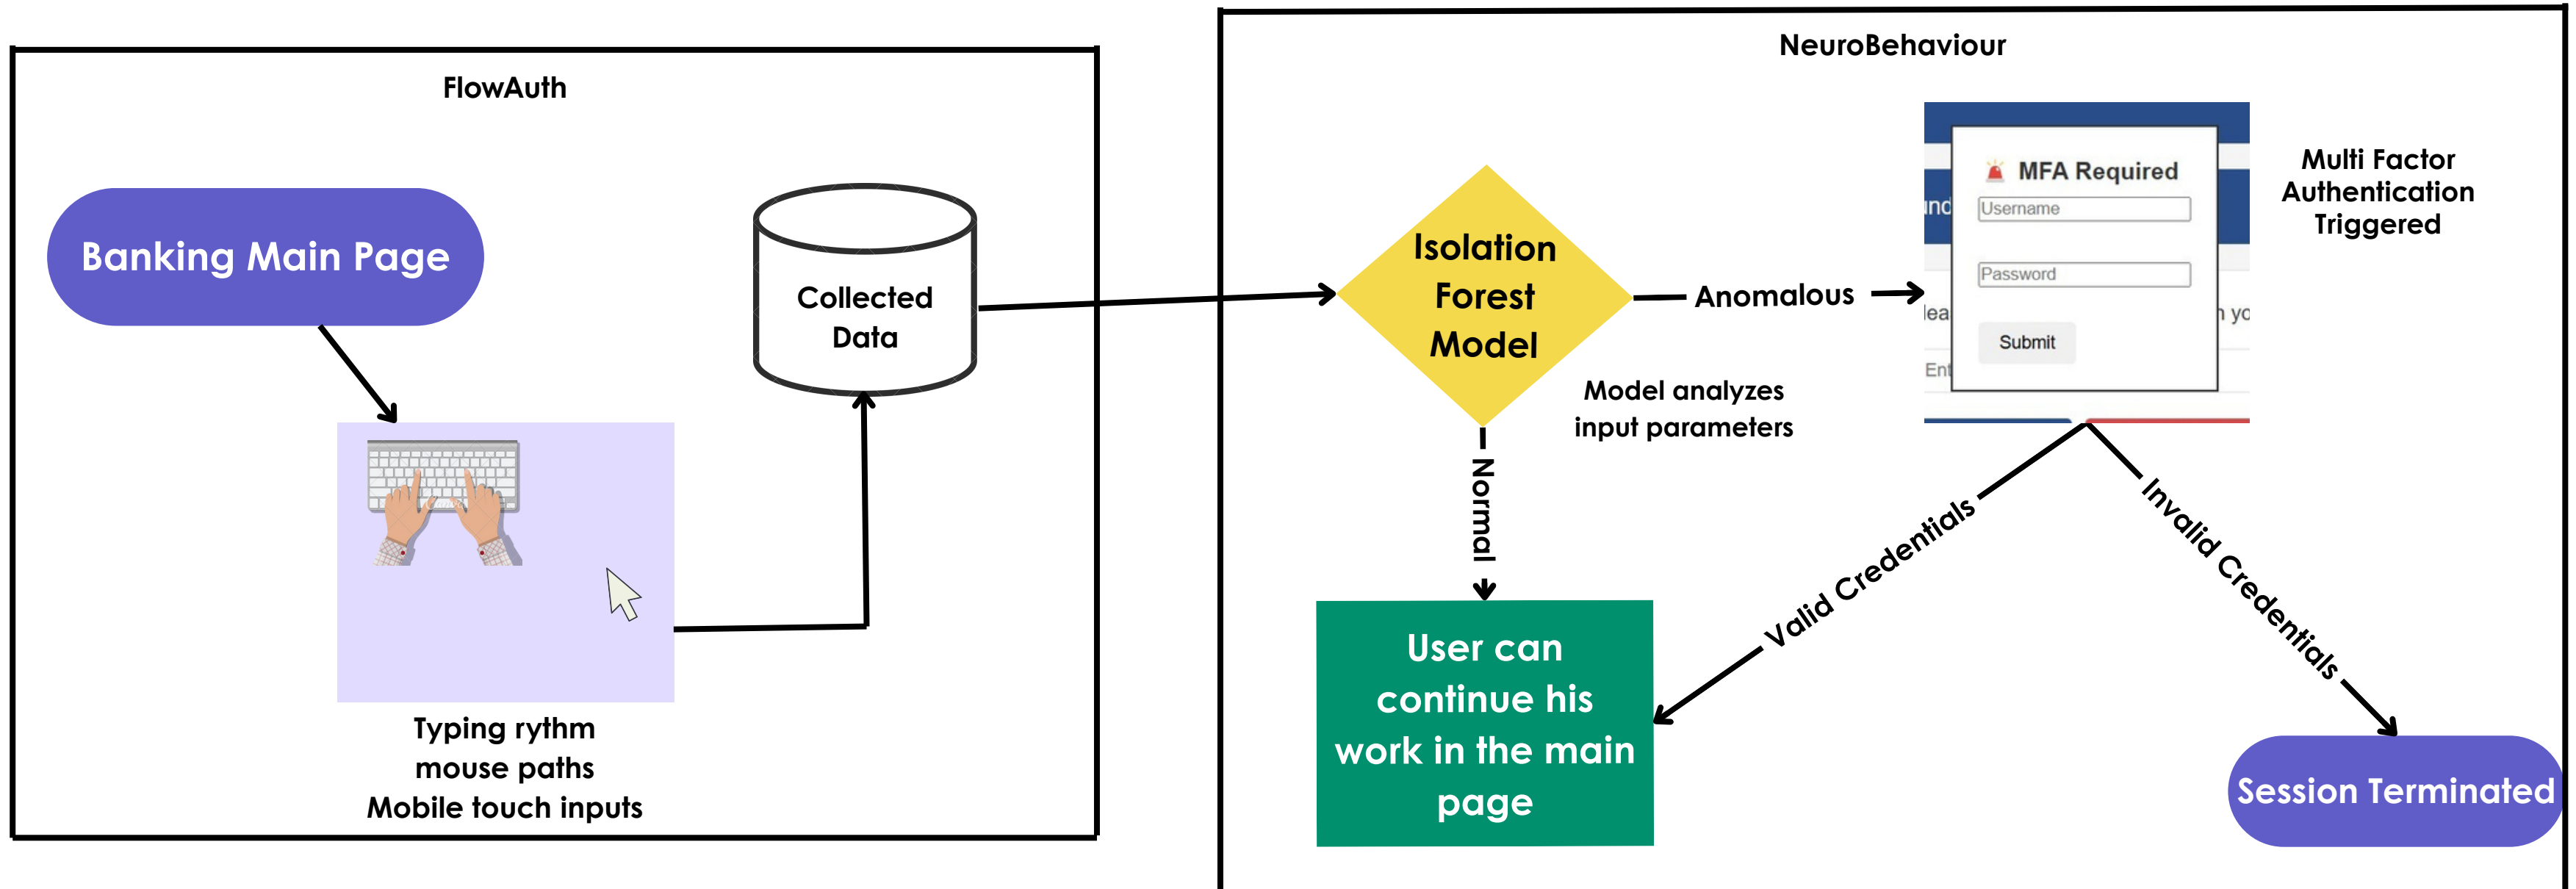 FlowAuth
Banking Main Page
Collected
Data
Typing rythm
mouse paths
Mobile touch inputs
NeuroBehaviour
Isolation
Forest
Model
Anomalous
Model analyzes
input parameters
Normal
🚨 MFA Required
Username
Password
Submit
Multi Factor
Authentication
Triggered
Valid Credentials
Invalid Credentials
User can
continue his
work in the main
page
Session Terminated